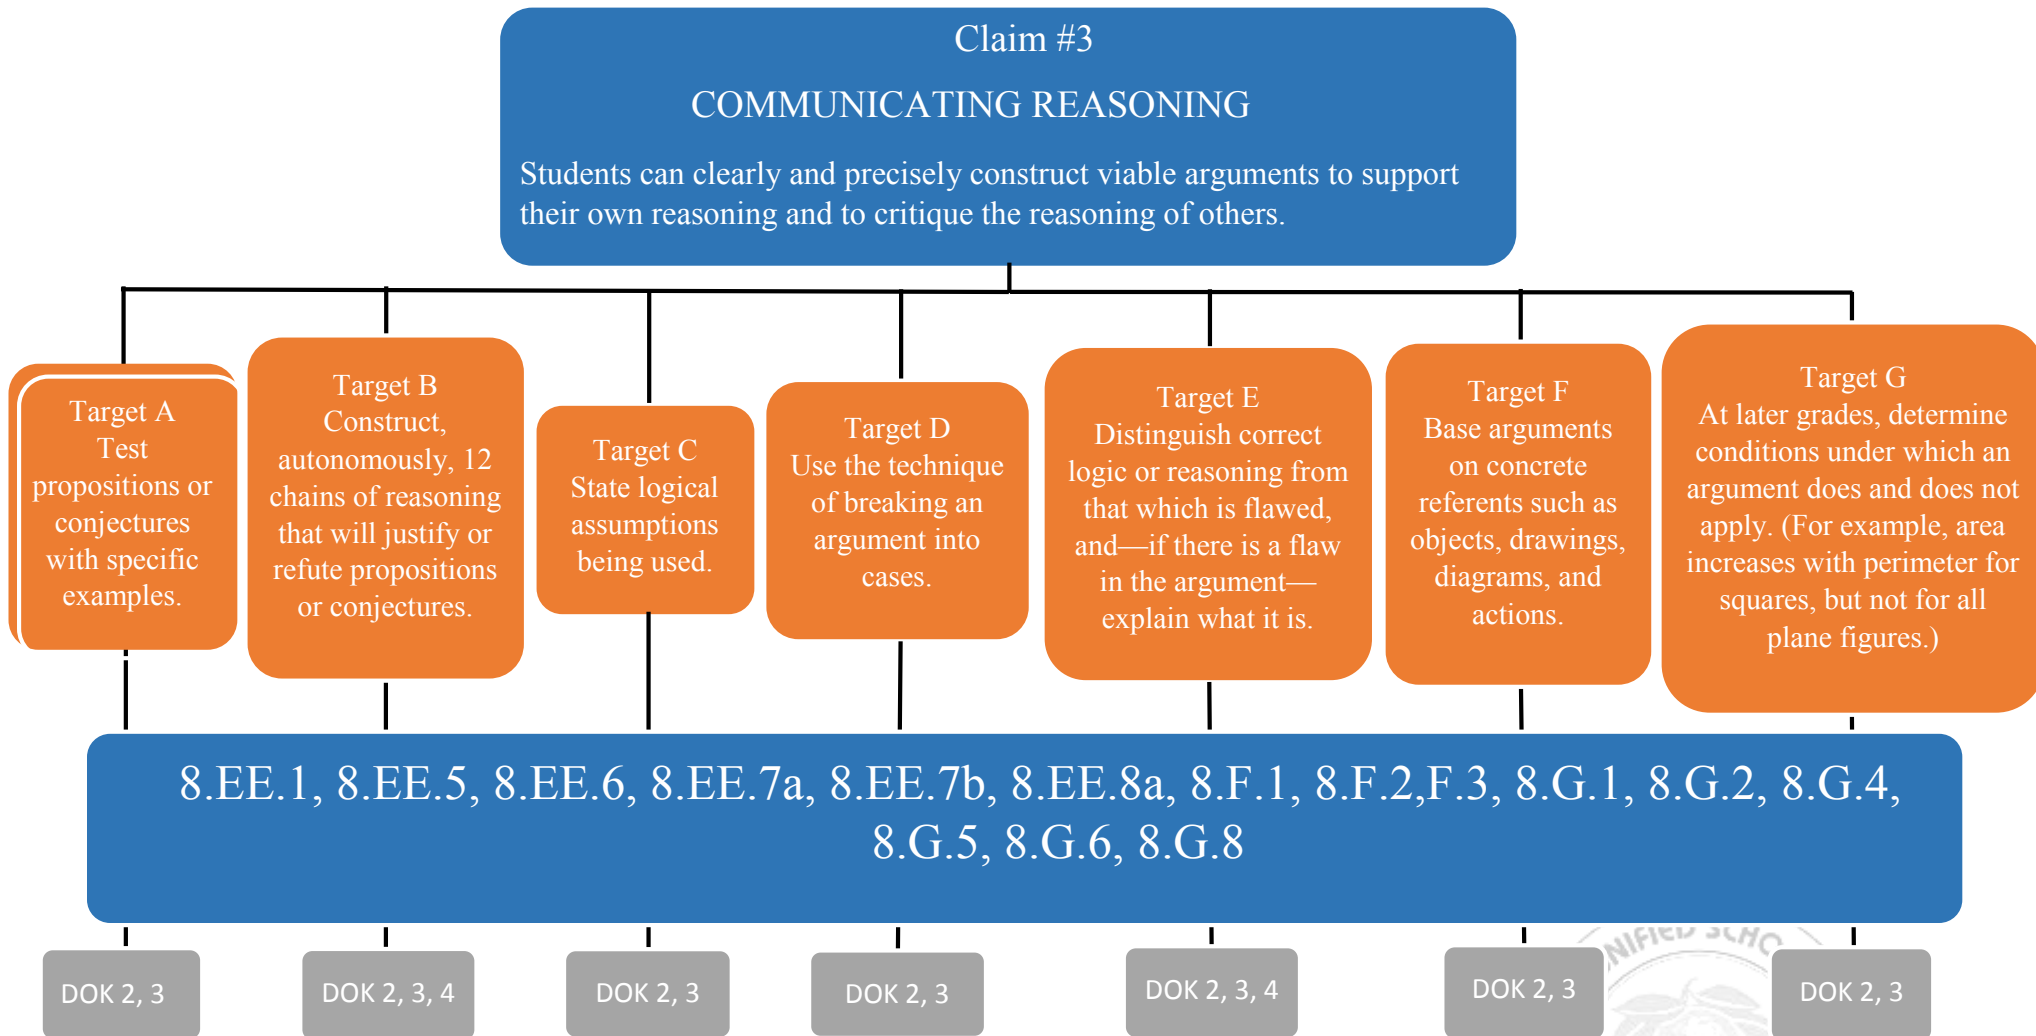 Claim #3
COMMUNICATING REASONING
Students can clearly and precisely construct viable arguments to support
their own reasoning and to critique the reasoning of others.
Target A
Test
propositions or
conjectures
with specific
examples.
Target B
Construct,
autonomously, 12
chains of reasoning
that will justify or
refute propositions
or conjectures.
Target C
State logical
assumptions
being used.
Target D
Use the technique
of breaking an
argument into
cases.
Target E
Distinguish correct
logic or reasoning from
that which is flawed,
and—if there is a flaw
in the argument—
explain what it is.
Target F
Base arguments
on concrete
referents such as
objects, drawings,
diagrams, and
actions.
Target G
At later grades, determine
conditions under which an
argument does and does not
apply. (For example, area
increases with perimeter for
squares, but not for all
plane figures.)
8.EE.1, 8.EE.5, 8.EE.6, 8.EE.7a, 8.EE.7b, 8.EE.8a, 8.F.1, 8.F.2,F.3, 8.G.1, 8.G.2, 8.G.4,
8.G.5, 8.G.6, 8.G.8
DOK 2, 3
DOK 2, 3, 4
DOK 2, 3
DOK 2, 3
DOK 2, 3, 4
DOK 2, 3
DOK 2, 3